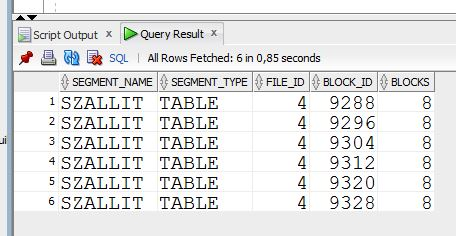 Script Output x Query Result x
SQL | All Rows Fetched: 6 in 0,85 seconds
SEGMENT_NAME SEGMENT_TYPE FILE_ID BLOCK_ID BLOCKS
1 SZALLIT TABLE 4 9288 8
2 SZALLIT TABLE 4 9296 8
3 SZALLIT TABLE 4 9304 8
4 SZALLIT TABLE 4 9312 8
5 SZALLIT TABLE 4 9320 8
6 SZALLIT TABLE 4 9328 8